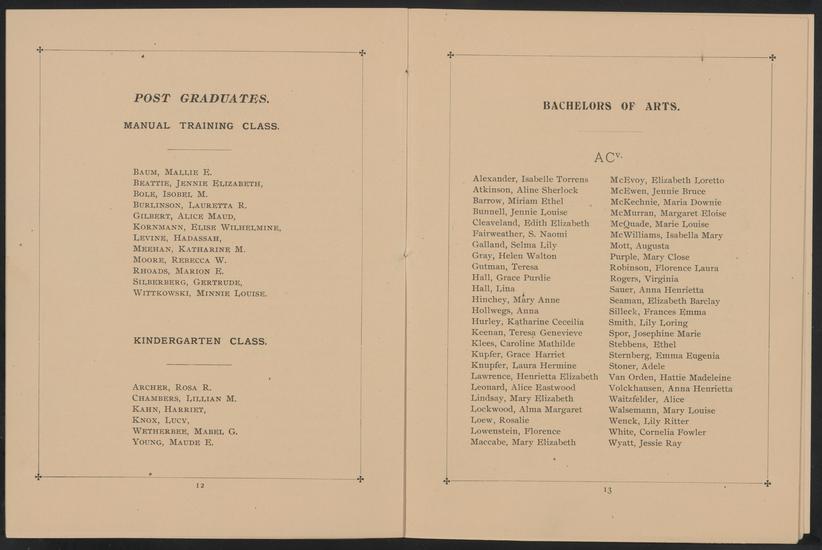 POST GRADUATES.
MANUAL TRAINING CLASS.
BAUM, MALLIE E.
BEATTIE, JENNIE ELIZABETH,
BOLE, ISOBEL M.
BURLINSON, LAURETTA R.
GILBERT, ALICE MAUD,
KORNMANN, ELISE WILHELMINE,
LEVINE, HADASSAH,
MEEHAN, KATHARINE M.
MOORE, REBECCA W.
RHOADS, MARION E.
SILBERBERG, GERTRUDE,
WITTKOWSKI, MINNIE LOUISE.
KINDERGARTEN CLASS.
ARCHER, ROSA R.
CHAMBERS, LILLIAN M.
KAHN, HARRIET,
KNOX, LUCY,
WETHERBEE, MABEL G.
YOUNG, MAUDE E.
12
BACHELORS OF ARTS.
ACv.
Alexander, Isabelle Torrens
Atkinson, Aline Sherlock
Barrow, Miriam Ethel
Bunnell, Jennie Louise
Cleaveland, Edith Elizabeth
Fairweather, S. Naomi
Galland, Selma Lily
Gray, Helen Walton
Gutman, Teresa
Hall, Grace Purdie
Hall, Lina
Hinchey, Mary Anne
Hollwegs, Anna
Hurley, Katharine Ceceilia
Keenan, Teresa Genevieve
Klees, Caroline Mathilde
Kupfer, Grace Harriet
Knupfer, Laura Hermine
Lawrence, Henrietta Elizabeth
Leonard, Alice Eastwood
Lindsay, Mary Elizabeth
Lockwood, Alma Margaret
Loew, Rosalie
Lowenstein, Florence
Maccabe, Mary Elizabeth
McEvoy, Elizabeth Loretto
McEwen, Jennie Bruce
McKechnie, Maria Downie
McMurran, Margaret Eloise
McQuade, Marie Louise
McWilliams, Isabella Mary
Mott, Augusta
Purple, Mary Close
Robinson, Florence Laura
Rogers, Virginia
Sauer, Anna Henrietta
Seaman, Elizabeth Barclay
Silleck, Frances Emma
Smith, Lily Loring
Spor, Josephine Marie
Stebbens, Ethel
Sternberg, Emma Eugenia
Stoner, Adele
Van Orden, Hattie Madeleine
Volckhausen, Anna Henrietta
Waitzfelder, Alice
Walsemann, Mary Louise
Wenck, Lily Ritter
White, Cornelia Fowler
Wyatt, Jessie Ray
13